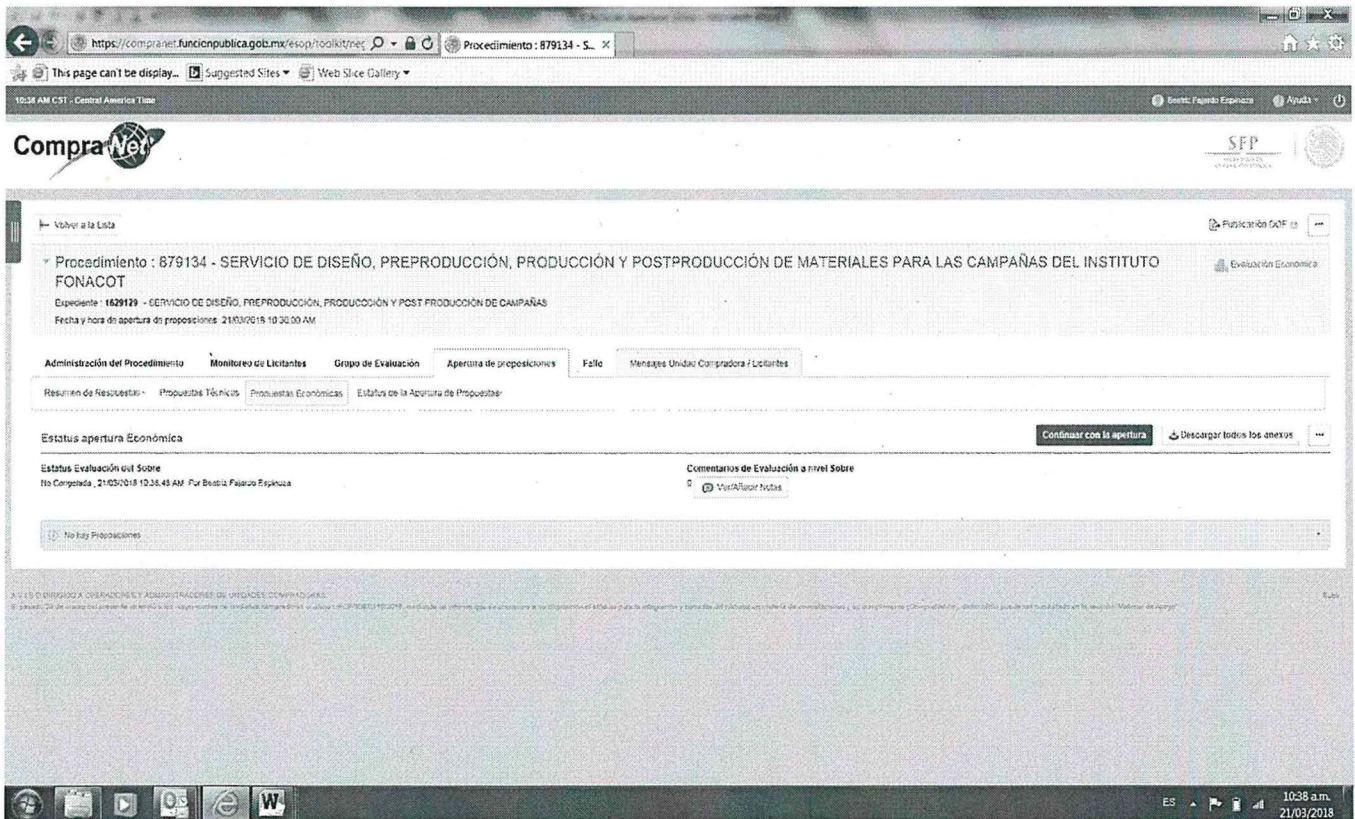 https://compranet.funcionpublica.gob.mx/esop/toolkit/neg
Procedimiento : 879134 - S...
This page can't be display...
Suggested Sites
Web Slice Gallery
10:38 AM CST - Central America Time
Beatriz Fajardo Espinoza
Ayuda
CompraNet
SFP
Volver a la Lista
Publicación DOF
Procedimiento : 879134 - SERVICIO DE DISEÑO, PREPRODUCCIÓN, PRODUCCIÓN Y POSTPRODUCCIÓN DE MATERIALES PARA LAS CAMPAÑAS DEL INSTITUTO
FONACOT
Evaluación Económica
Expediente : 1629129 - SERVICIO DE DISEÑO, PREPRODUCCIÓN, PRODUCCCIÓN Y POST PRODUCCIÓN DE CAMPAÑAS
Fecha y hora de apertura de proposiciones 21/03/2018 10:30:00 AM
Administración del Procedimiento Monitoreo de Licitantes Grupo de Evaluación Apertura de proposiciones Fallo Mensajes Unidad Compradora / Licitantes
Resumen de Respuestas Propuestas Técnicas Propuestas Económicas Estatus de la Apertura de Propuestas
Estatus apertura Económica
Continuar con la apertura
Descargar todos los anexos
Estatus Evaluación del Sobre
No Congelada , 21/03/2018 10:36:48 AM Por Beatriz Fajardo Espinoza
Comentarios de Evaluación a nivel Sobre
0 Ver/Añadir Notas
No hay Proposiciones
ES
10:38 a.m.
21/03/2018